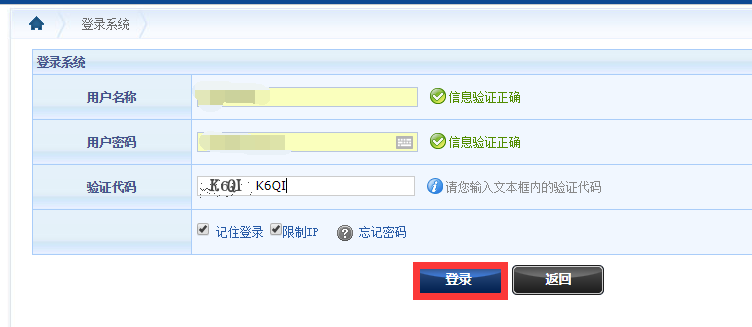 登录系统
登录系统
用户名称 信息验证正确
用户密码 信息验证正确
验证代码 K6QI K6QI 请您输入文本框内的验证代码
记住登录 限制IP ? 忘记密码
登录 返回